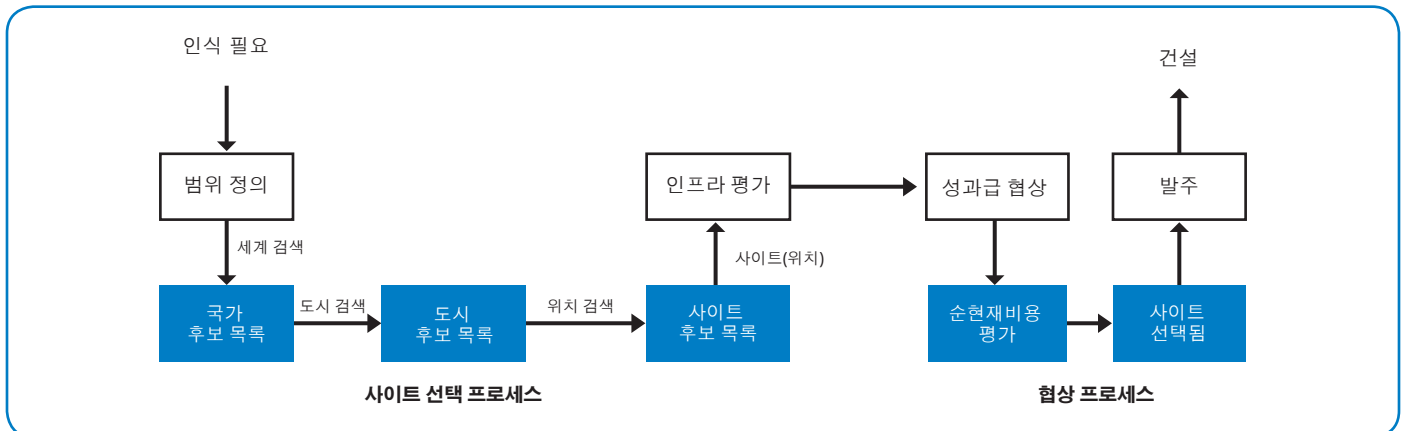 인식 필요
건설
범위 정의
인프라 평가
성과급 협상
발주
세계 검색
사이트(위치)
국가
후보 목록
도시 검색
도시
후보 목록
위치 검색
사이트
후보 목록
순현재비용
평가
사이트
선택됨
사이트 선택 프로세스
협상 프로세스